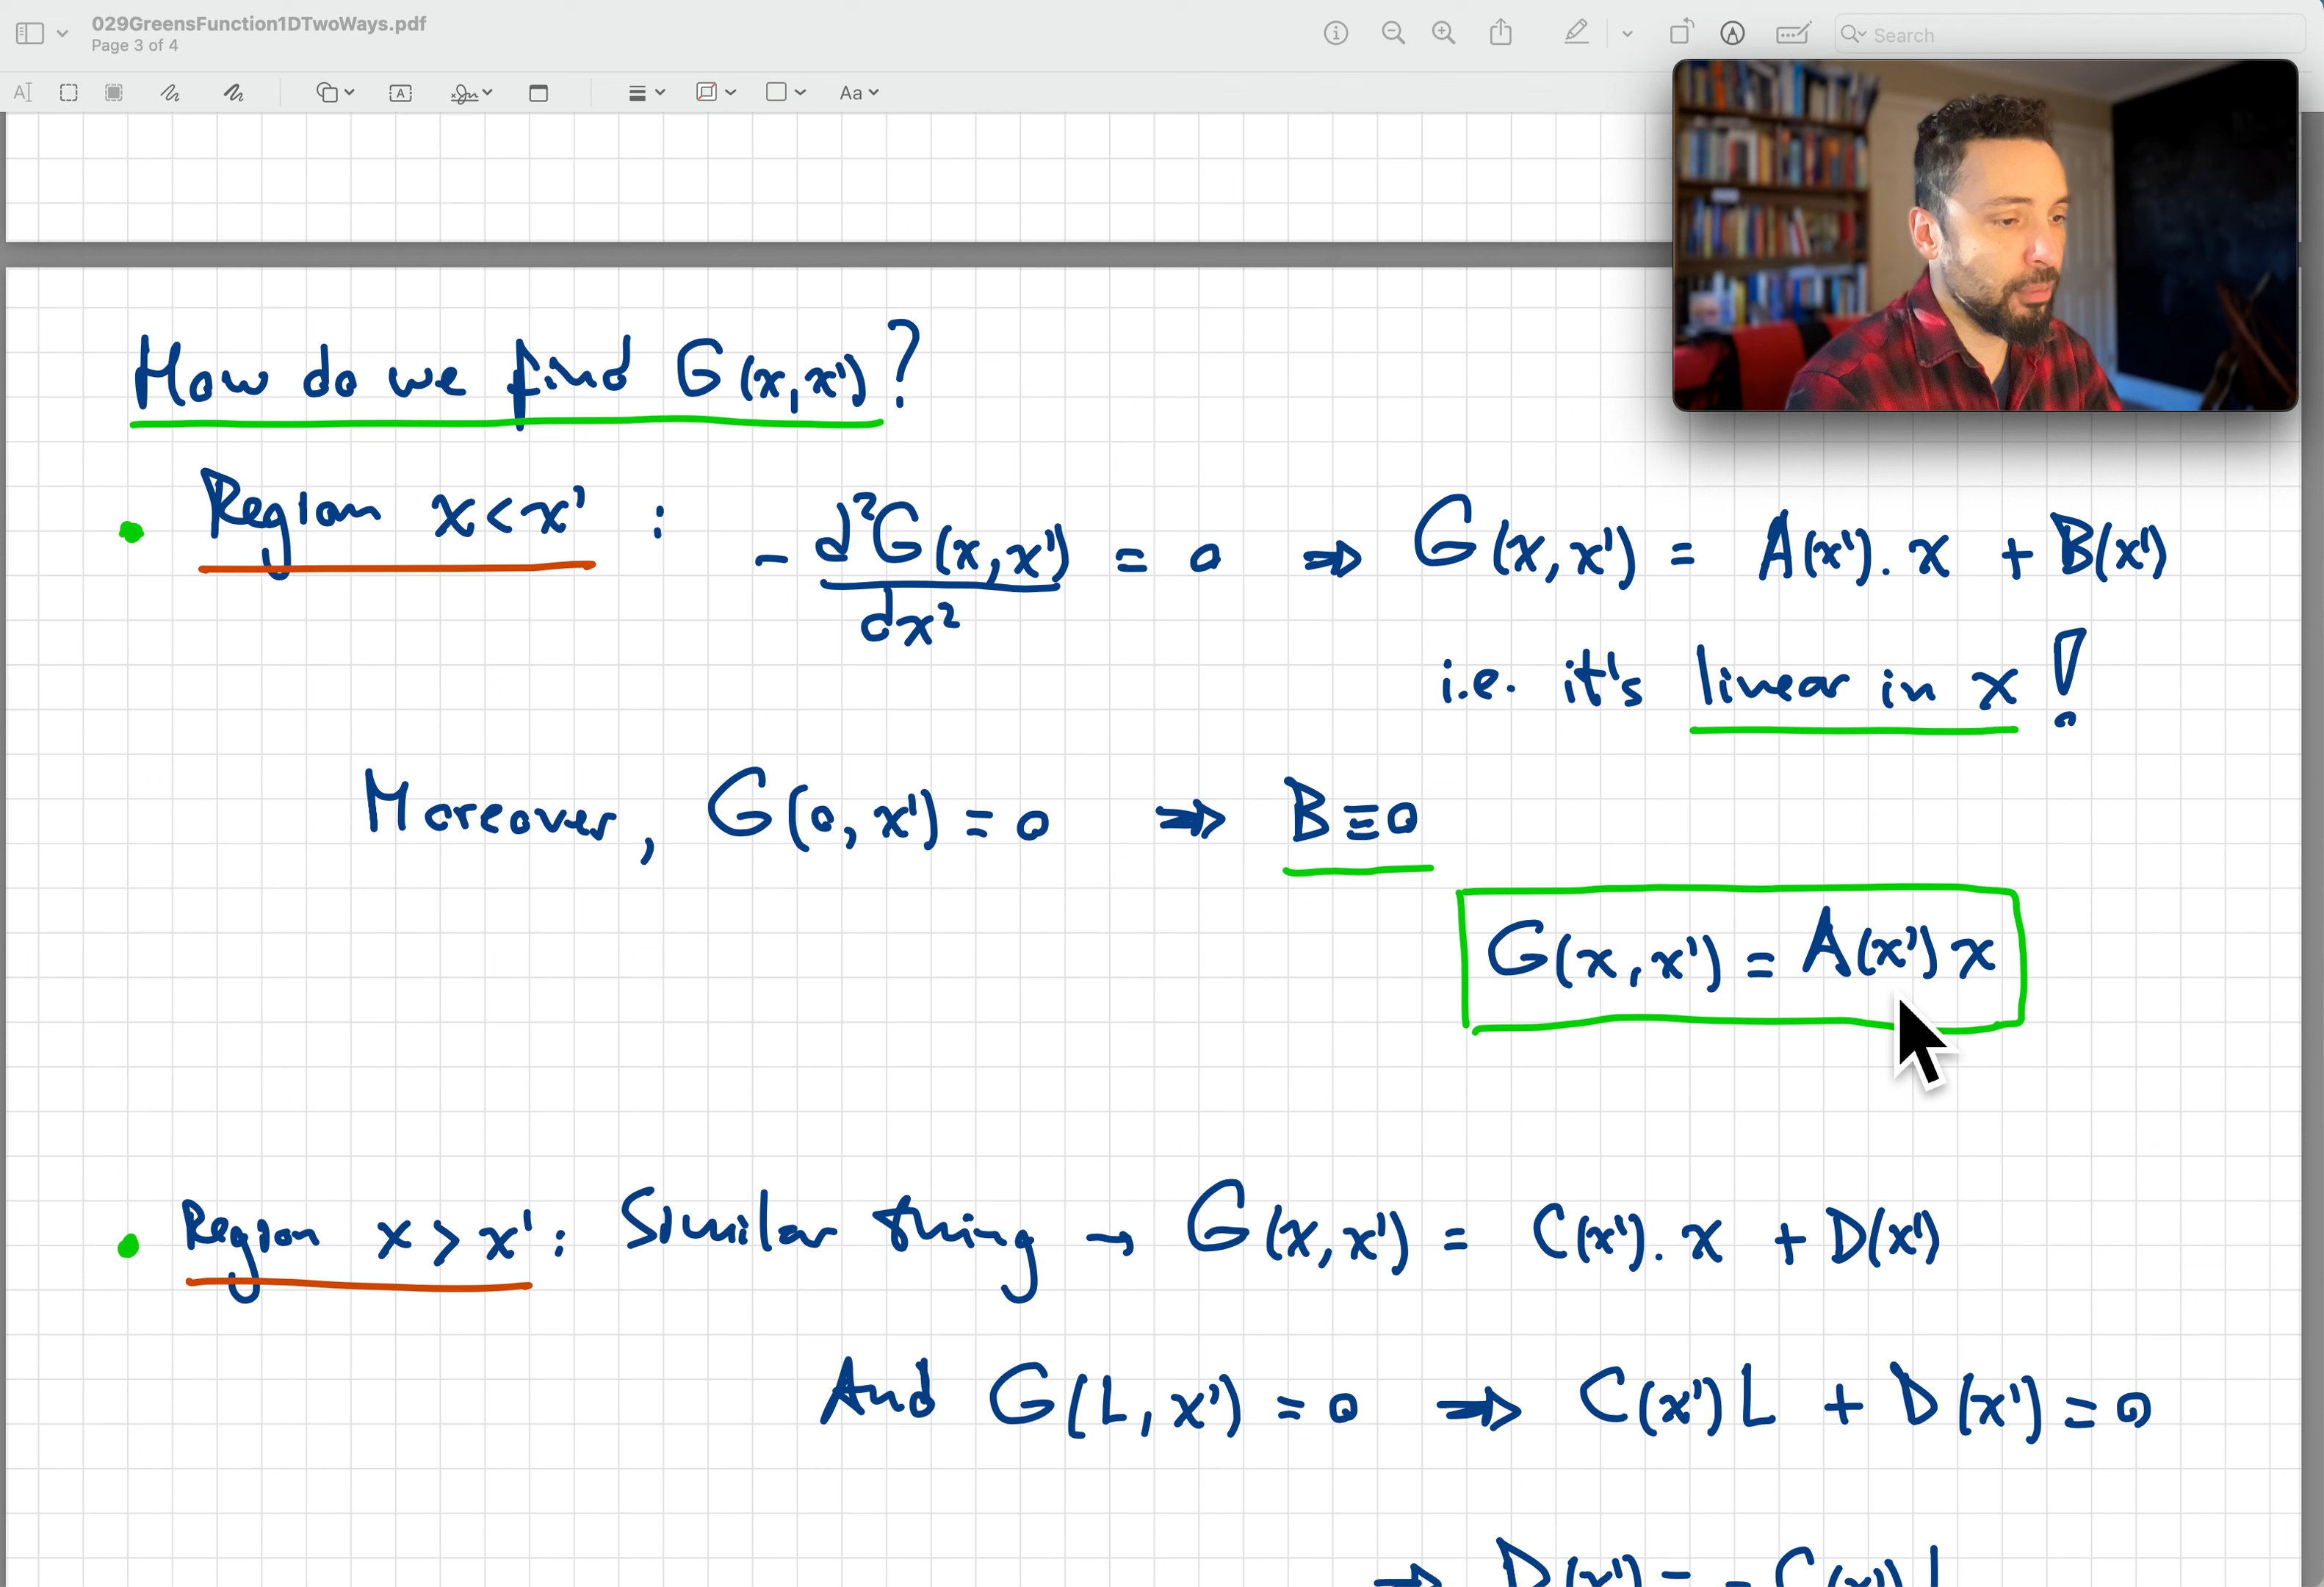 029GreensFunction1DTwoWays.pdf
Page 3 of 4
Search
Aa
How do we find G(x,x')?
Region x<x' : - d²G(x,x')/dx² = 0 ⇒ G(x,x') = A(x').x + B(x')
i.e. it's linear in x!
Moreover, G(0,x') = 0 ⇒ B≡0
G(x,x') = A(x')x
Region x>x': Similar thing → G(x,x') = C(x').x + D(x')
And G(L,x') = 0 ⇒ C(x')L + D(x') = 0
⇒ D(x') = -C(x')L